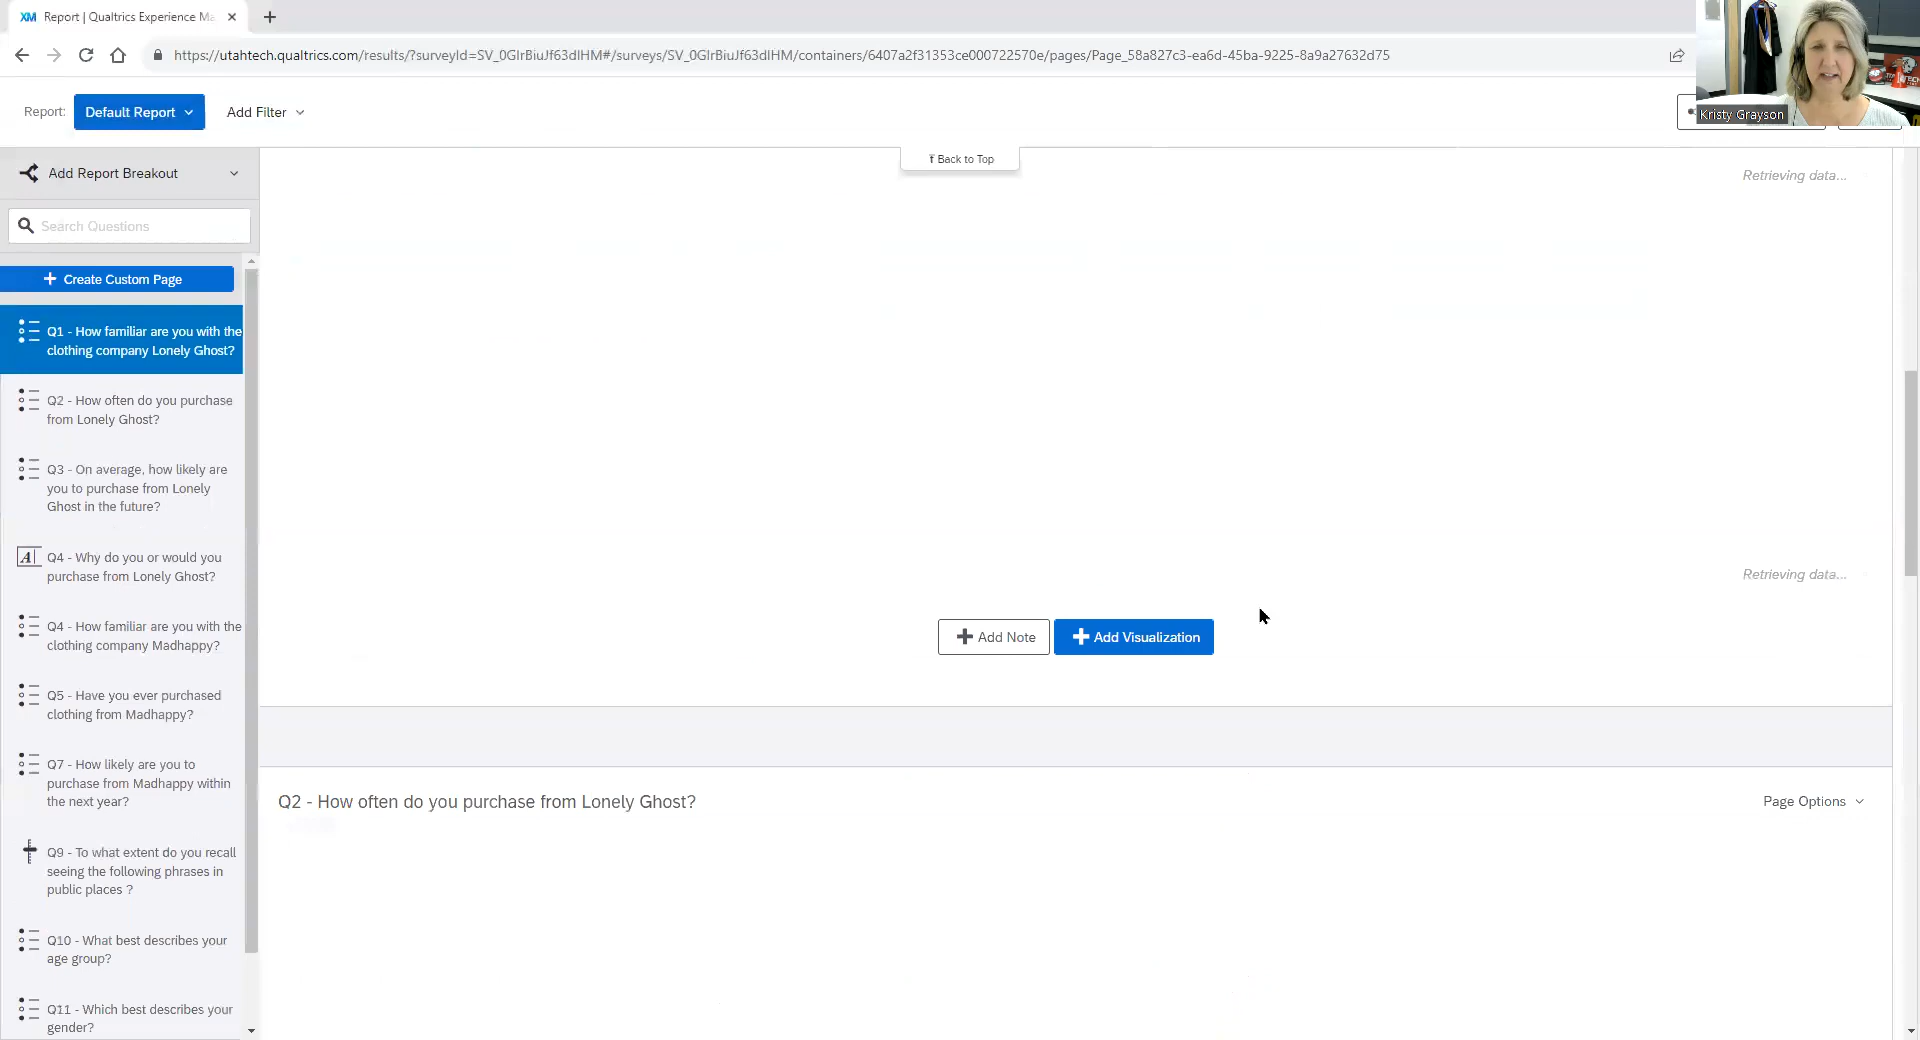 XM Report | Qualtrics Experience Ma
https://utahtech.qualtrics.com/results/?surveyId=SV_0GIrBiuJf63dIHM#/surveys/SV_0GIrBiuJf63dIHM/containers/6407a2f31353ce000722570e/pages/Page_58a827c3-ea6d-45ba-9225-8a9a27632d75
Kristy Grayson
Report: Default Report Add Filter
Back to Top
Add Report Breakout
Retrieving data...
Search Questions
Create Custom Page
Q1 - How familiar are you with the
clothing company Lonely Ghost?
Q2 - How often do you purchase
from Lonely Ghost?
Q3 - On average, how likely are
you to purchase from Lonely
Ghost in the future?
Q4 - Why do you or would you
purchase from Lonely Ghost?
Q4 - How familiar are you with the
clothing company Madhappy?
Q5 - Have you ever purchased
clothing from Madhappy?
Q7 - How likely are you to
purchase from Madhappy within
the next year?
Q9 - To what extent do you recall
seeing the following phrases in
public places ?
Q10 - What best describes your
age group?
Q11 - Which best describes your
gender?
Retrieving data...
Add Note Add Visualization
Q2 - How often do you purchase from Lonely Ghost?
Page Options